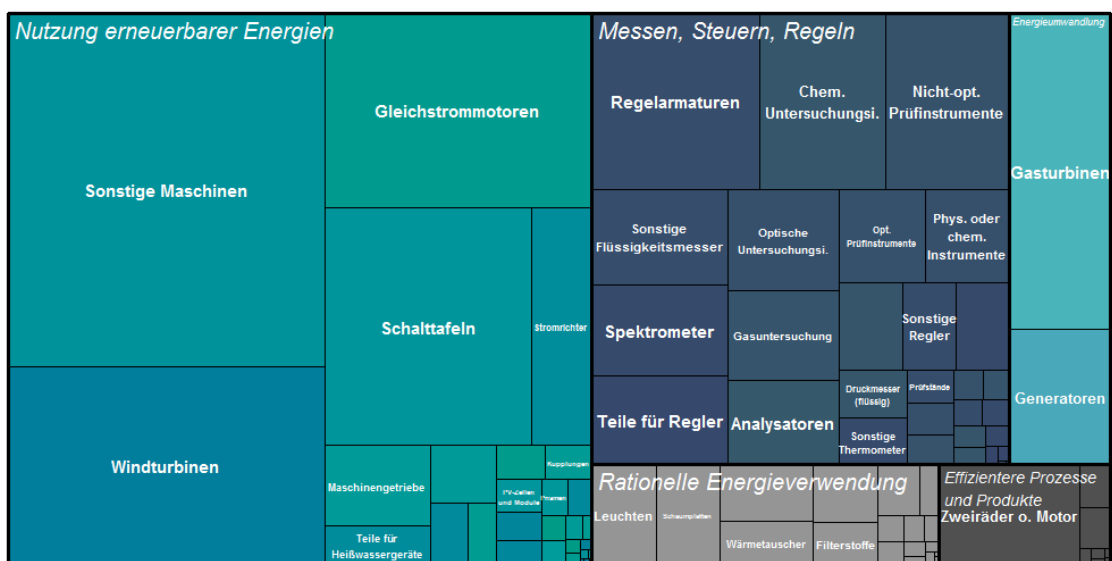 Nutzung erneuerbarer Energien
Sonstige Maschinen
Windturbinen
Gleichstrommotoren
Schalttafeln
Stromrichter
Maschinengetriebe
Teile für
Heißwassergeräte
PV-Zellen
und Module
Kupplungen
Messen, Steuern, Regeln
Regelarmaturen
Chem.
Untersuchungsi.
Nicht-opt.
Prüfinstrumente
Sonstige
Flüssigkeitsmesser
Optische
Untersuchungsi.
Opt.
Prüfinstrumente
Phys. oder
chem.
Instrumente
Spektrometer
Gasuntersuchung
Sonstige
Regler
Teile für Regler
Analysatoren
Druckmesser
(flüssig)
Prüfstände
Sonstige
Thermometer
Energieumwandlung
Gasturbinen
Generatoren
Rationelle Energieverwendung
Leuchten
Schaumplatten
Wärmetauscher
Filterstoffe
Effizientere Prozesse
und Produkte
Zweiräder o. Motor